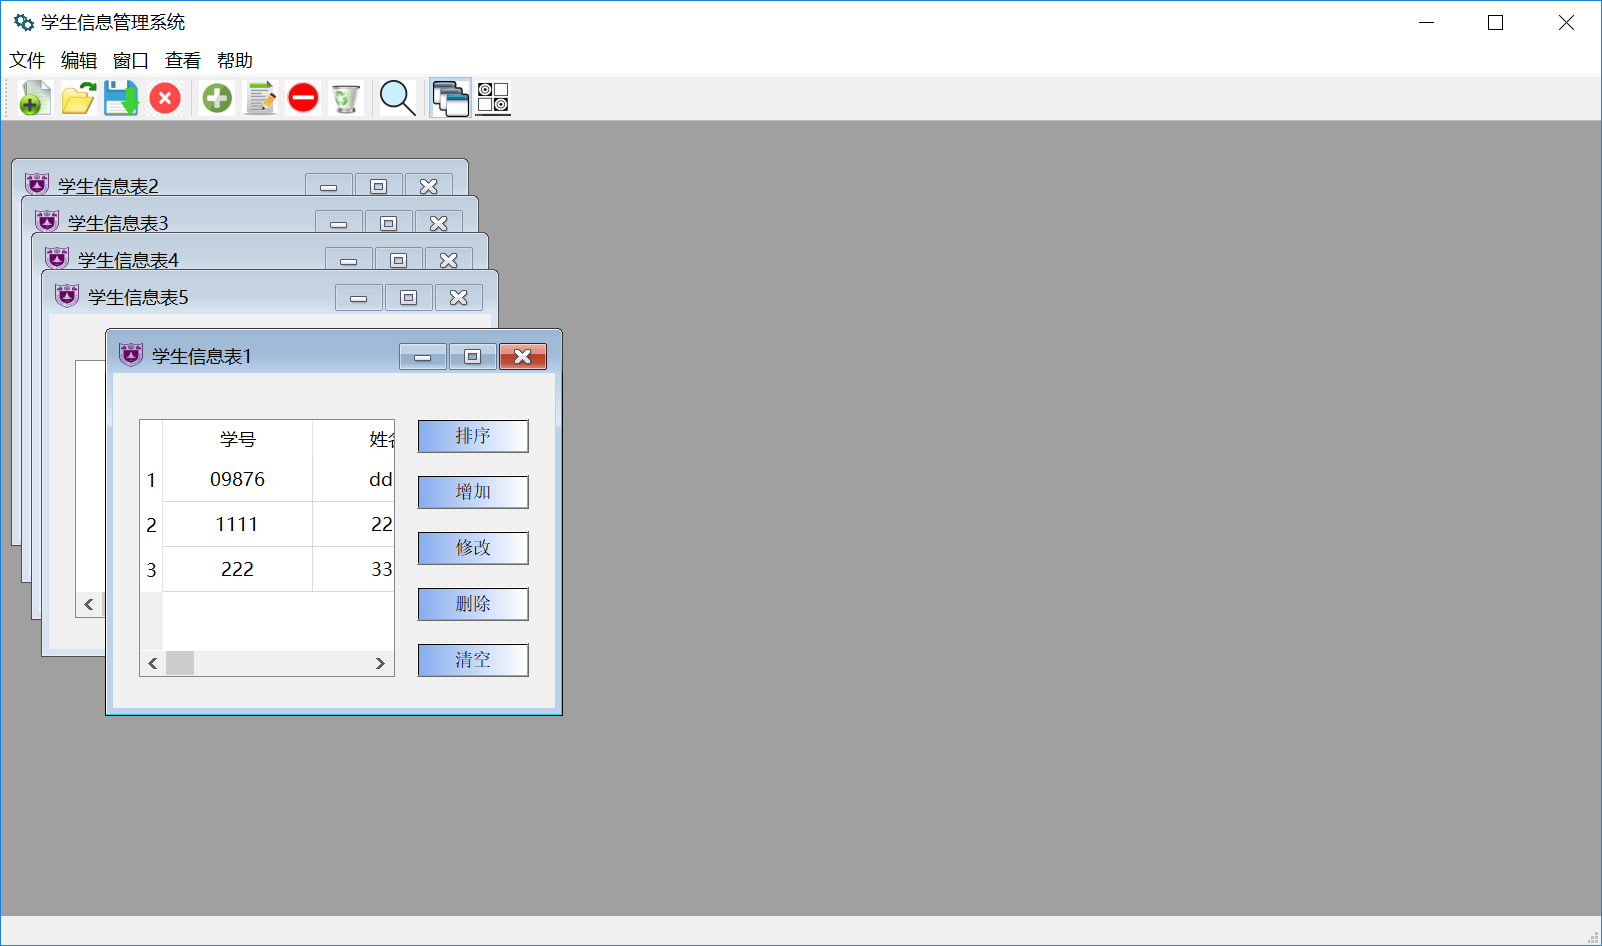 学生信息管理系统
文件 编辑 窗口 查看 帮助
学生信息表2
学生信息表3
学生信息表4
学生信息表5
学生信息表1
学号 姓名
1 09876 dd
2 1111 22
3 222 33
排序
增加
修改
删除
清空